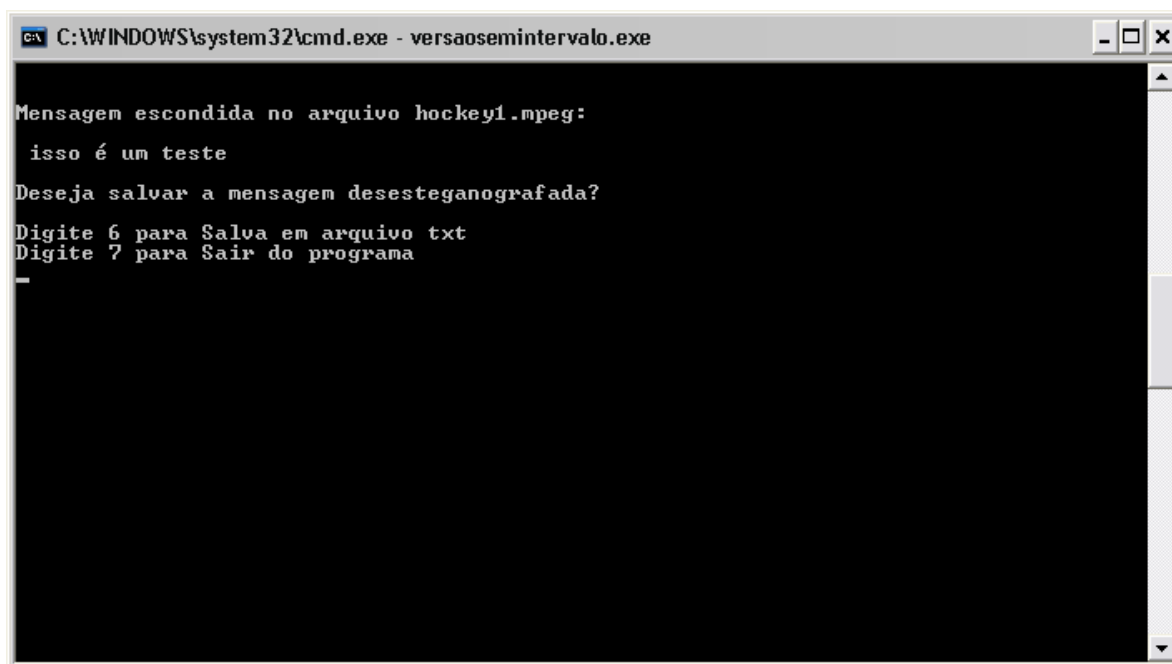 C:\WINDOWS\system32\cmd.exe - versaosemintervalo.exe
Mensagem escondida no arquivo hockey1.mpeg:
isso é um teste
Deseja salvar a mensagem desesteganografada?
Digite 6 para Salva em arquivo txt
Digite 7 para Sair do programa